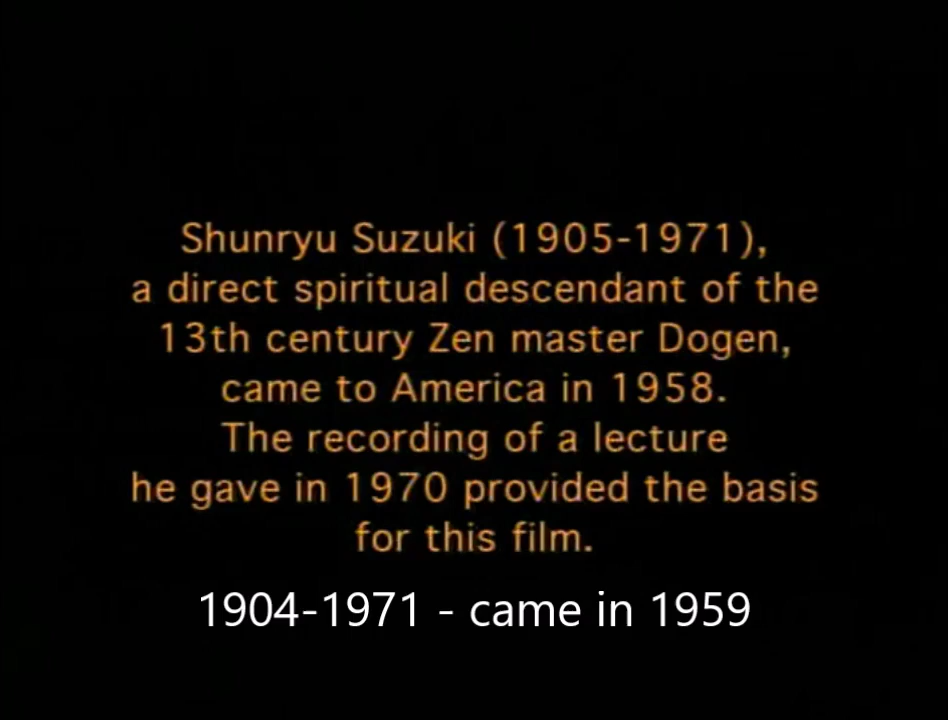 Shunryu Suzuki (1905-1971),
a direct spiritual descendant of the
13th century Zen master Dogen,
came to America in 1958.
The recording of a lecture
he gave in 1970 provided the basis
for this film.
1904-1971 - came in 1959